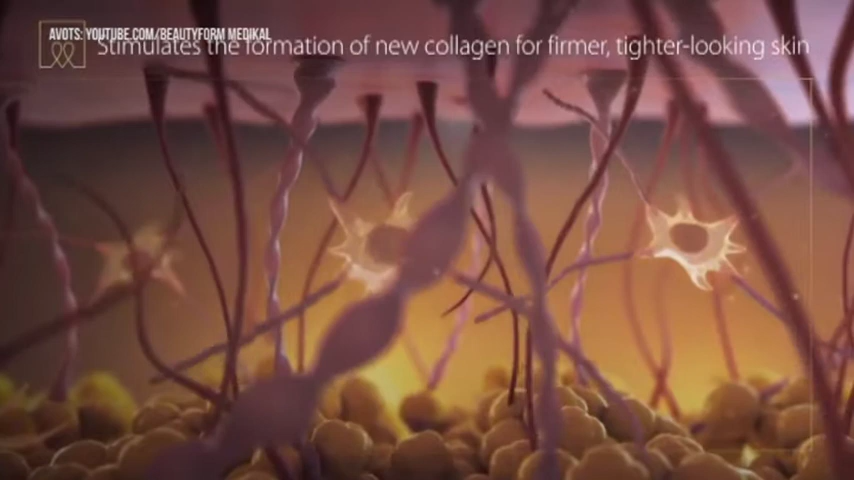 AVOTS: YOUTUBE.COM/BEAUTYFORM MEDIKAL
Stimulates the formation of new collagen for firmer, tighter-looking skin